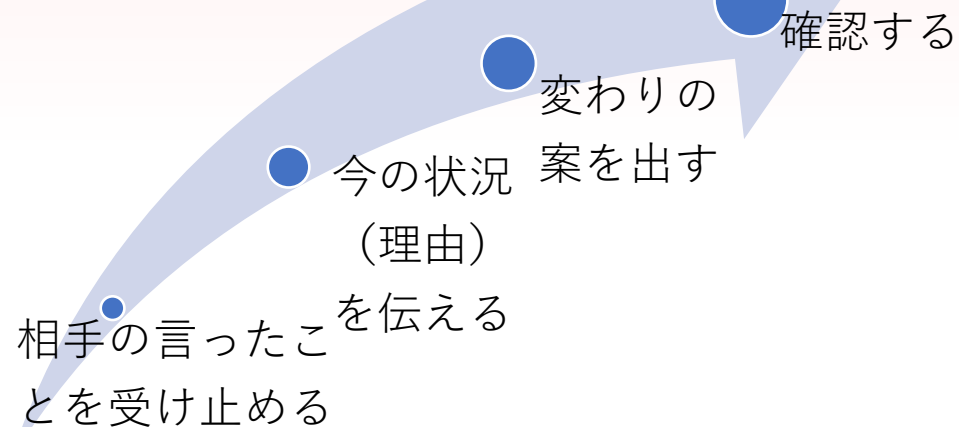 相手の言ったこ
とを受け止める
今の状況
（理由）
を伝える
変わりの
案を出す
確認する